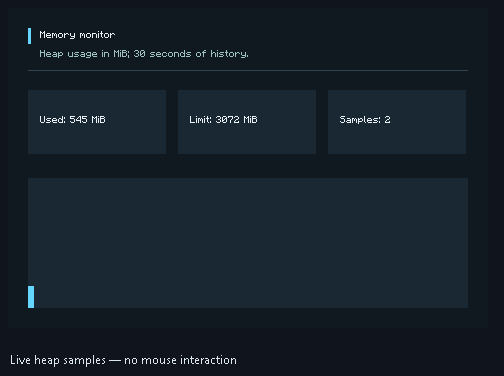 Memory monitor
Heap usage in MiB; 30 seconds of history.
Used: 545 MiB
Limit: 3072 MiB
Samples: 2
Live heap samples — no mouse interaction